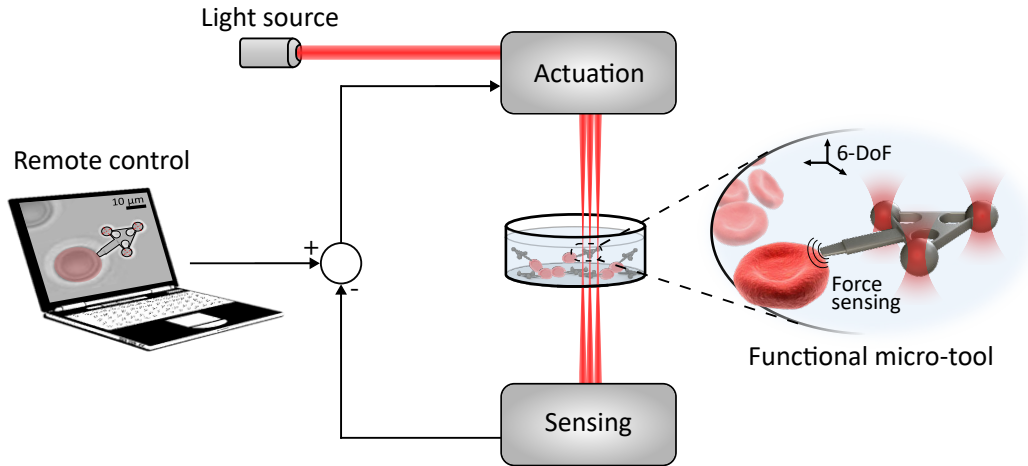 Light source
Actuation
Remote control
10 µm
6-DoF
+
-
Force
sensing
Functional micro-tool
Sensing